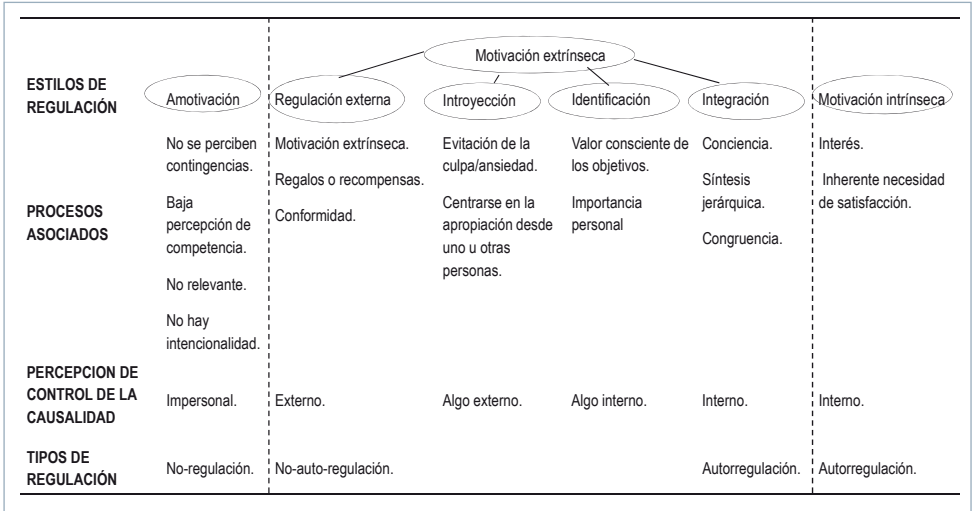 Motivación extrínseca
ESTILOS DE
REGULACIÓN
Amotivación
Regulación externa
Introyección
Identificación
Integración
Motivación intrínseca
PROCESOS
ASOCIADOS
No se perciben
contingencias.
Baja
percepción de
competencia.
No relevante.
No hay
intencionalidad.
Motivación extrínseca.
Regalos o recompensas.
Conformidad.
Evitación de la
culpa/ansiedad.
Centrarse en la
apropiación desde
uno u otras
personas.
Valor consciente de
los objetivos.
Importancia
personal
Conciencia.
Síntesis
jerárquica.
Congruencia.
Interés.
Inherente necesidad
de satisfacción.
PERCEPCION DE
CONTROL DE LA
CAUSALIDAD
Impersonal.
Externo.
Algo externo.
Algo interno.
Interno.
Interno.
TIPOS DE
REGULACIÓN
No-regulación.
No-auto-regulación.
Autorregulación.
Autorregulación.